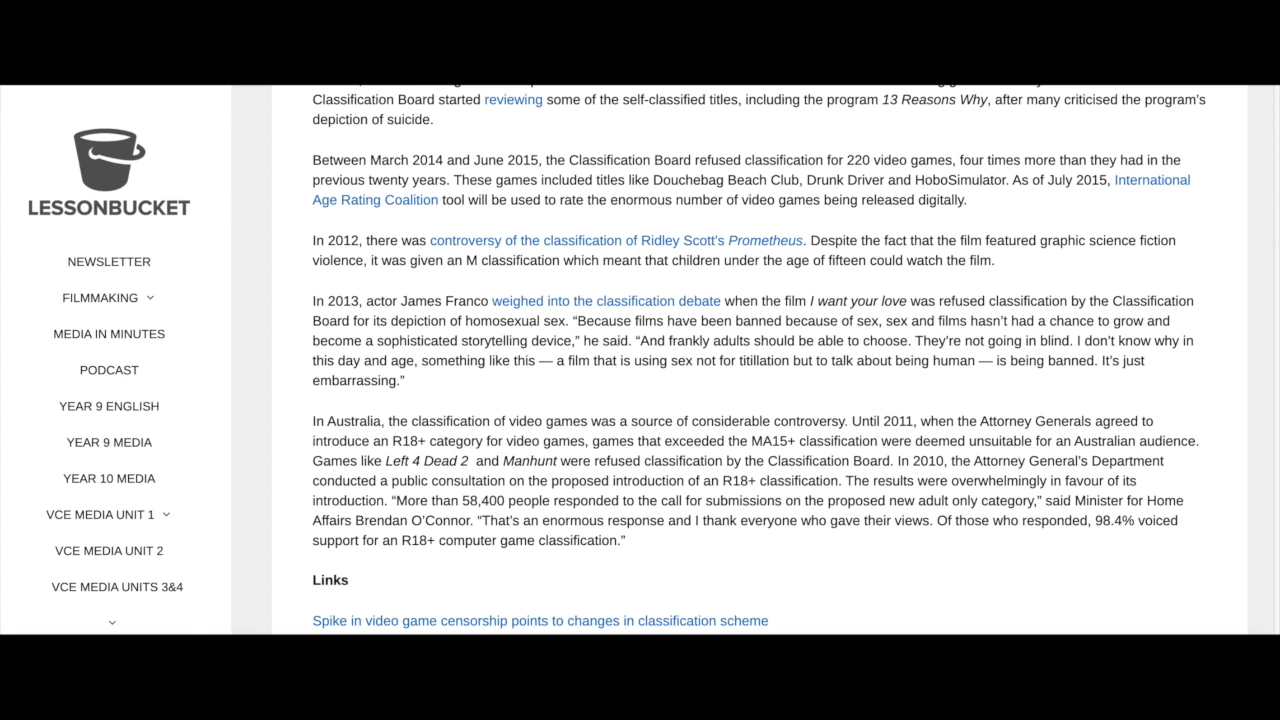 Classification Board started reviewing some of the self-classified titles, including the program 13 Reasons Why, after many criticised the program's
depiction of suicide.
Between March 2014 and June 2015, the Classification Board refused classification for 220 video games, four times more than they had in the
previous twenty years. These games included titles like Douchebag Beach Club, Drunk Driver and HoboSimulator. As of July 2015, International
Age Rating Coalition tool will be used to rate the enormous number of video games being released digitally.
In 2012, there was controversy of the classification of Ridley Scott's Prometheus. Despite the fact that the film featured graphic science fiction
violence, it was given an M classification which meant that children under the age of fifteen could watch the film.
In 2013, actor James Franco weighed into the classification debate when the film I want your love was refused classification by the Classification
Board for its depiction of homosexual sex. “Because films have been banned because of sex, sex and films hasn't had a chance to grow and
become a sophisticated storytelling device,” he said. “And frankly adults should be able to choose. They're not going in blind. I don't know why in
this day and age, something like this — a film that is using sex not for titillation but to talk about being human — is being banned. It's just
embarrassing.”
In Australia, the classification of video games was a source of considerable controversy. Until 2011, when the Attorney Generals agreed to
introduce an R18+ category for video games, games that exceeded the MA15+ classification were deemed unsuitable for an Australian audience.
Games like Left 4 Dead 2 and Manhunt were refused classification by the Classification Board. In 2010, the Attorney General's Department
conducted a public consultation on the proposed introduction of an R18+ classification. The results were overwhelmingly in favour of its
introduction. “More than 58,400 people responded to the call for submissions on the proposed new adult only category,” said Minister for Home
Affairs Brendan O'Connor. “That's an enormous response and I thank everyone who gave their views. Of those who responded, 98.4% voiced
support for an R18+ computer game classification.”
Links
Spike in video game censorship points to changes in classification scheme
LESSONBUCKET
NEWSLETTER
FILMMAKING
MEDIA IN MINUTES
PODCAST
YEAR 9 ENGLISH
YEAR 9 MEDIA
YEAR 10 MEDIA
VCE MEDIA UNIT 1
VCE MEDIA UNIT 2
VCE MEDIA UNITS 3&4